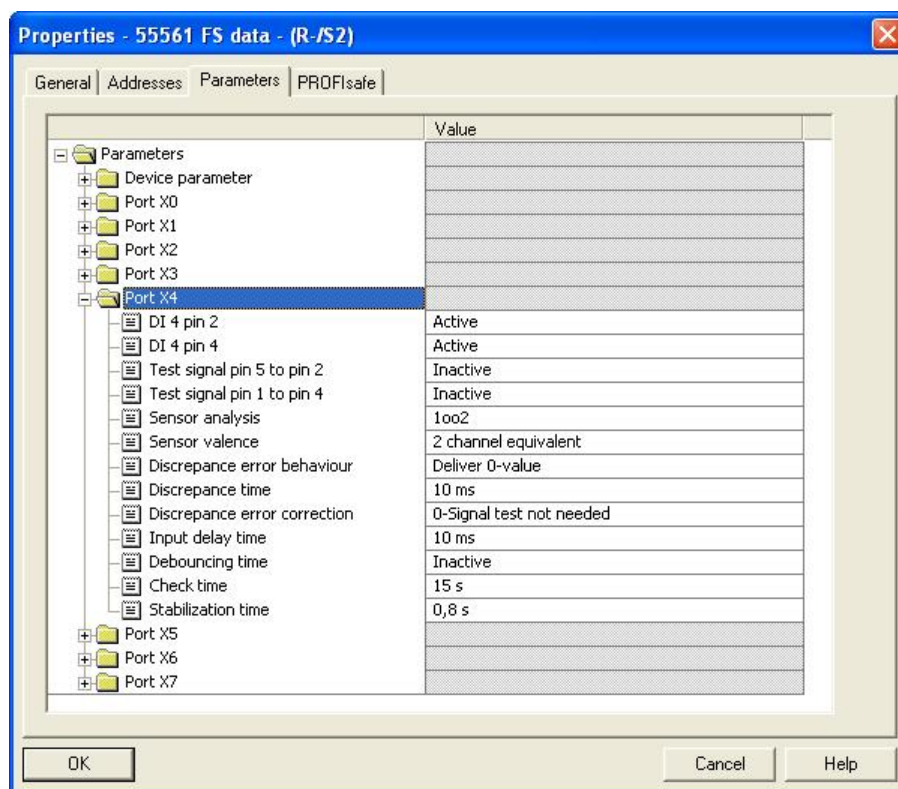 Properties - 55561 FS data - (R-/S2)
General Addresses Parameters PROFIsafe
Value
Parameters
Device parameter
Port X0
Port X1
Port X2
Port X3
Port X4
DI 4 pin 2 Active
DI 4 pin 4 Active
Test signal pin 5 to pin 2 Inactive
Test signal pin 1 to pin 4 Inactive
Sensor analysis 1oo2
Sensor valence 2 channel equivalent
Discrepance error behaviour Deliver 0-value
Discrepance time 10 ms
Discrepance error correction 0-Signal test not needed
Input delay time 10 ms
Debouncing time Inactive
Check time 15 s
Stabilization time 0,8 s
Port X5
Port X6
Port X7
OK Cancel Help